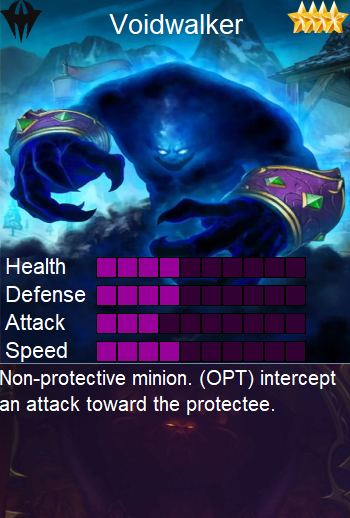 Voidwalker
Health
Defense
Attack
Speed
Non-protective minion. (OPT) intercept
an attack toward the protectee.